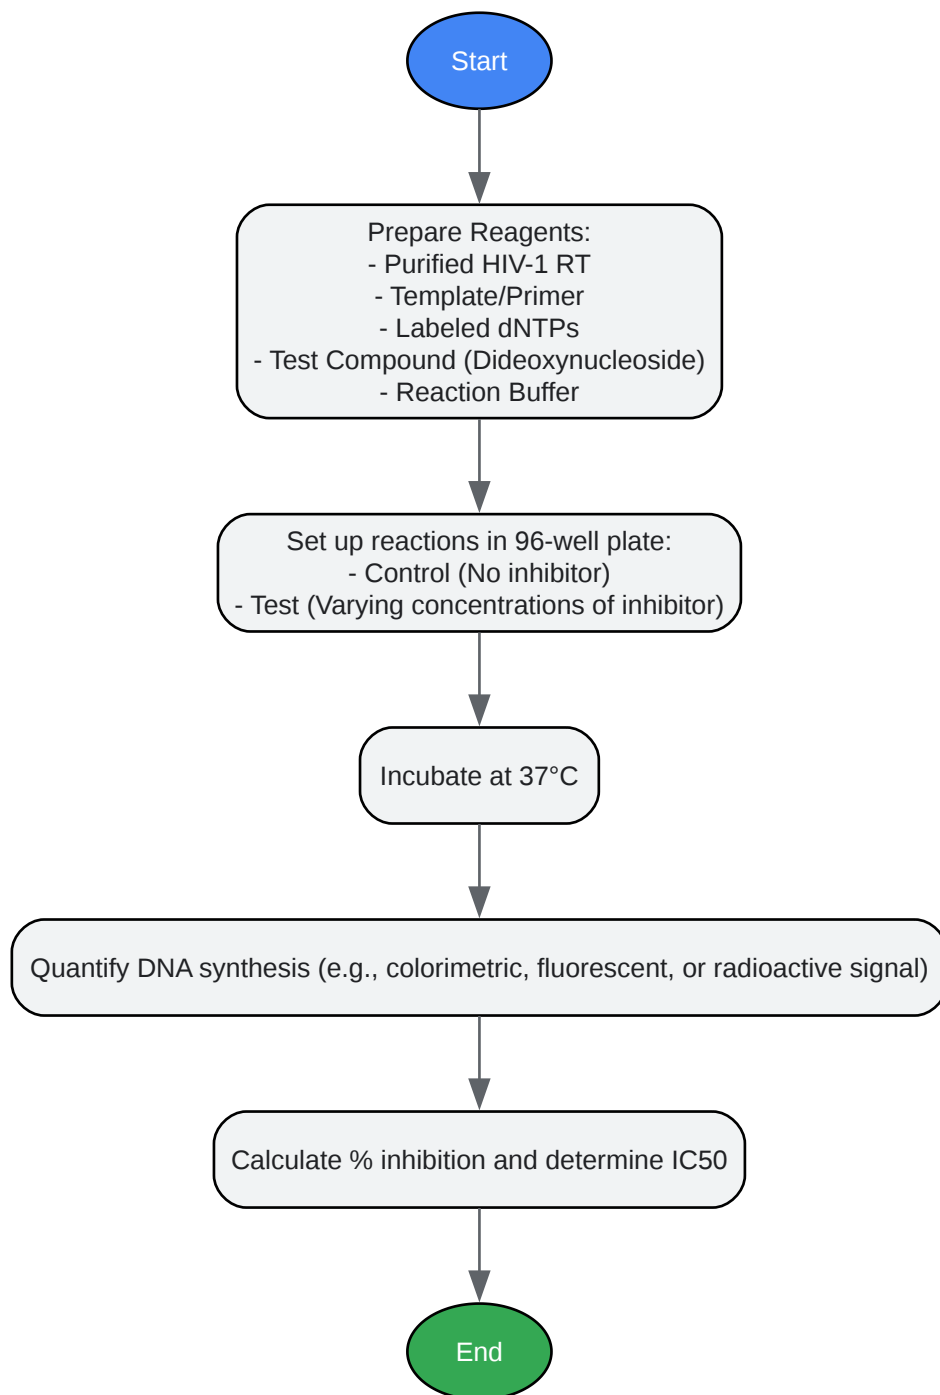 Start
Prepare Reagents:
- Purified HIV-1 RT
- Template/Primer
- Labeled dNTPs
- Test Compound (Dideoxynucleoside)
- Reaction Buffer
Set up reactions in 96-well plate:
- Control (No inhibitor)
- Test (Varying concentrations of inhibitor)
Incubate at 37°C
Quantify DNA synthesis (e.g., colorimetric, fluorescent, or radioactive signal)
Calculate % inhibition and determine IC50
End